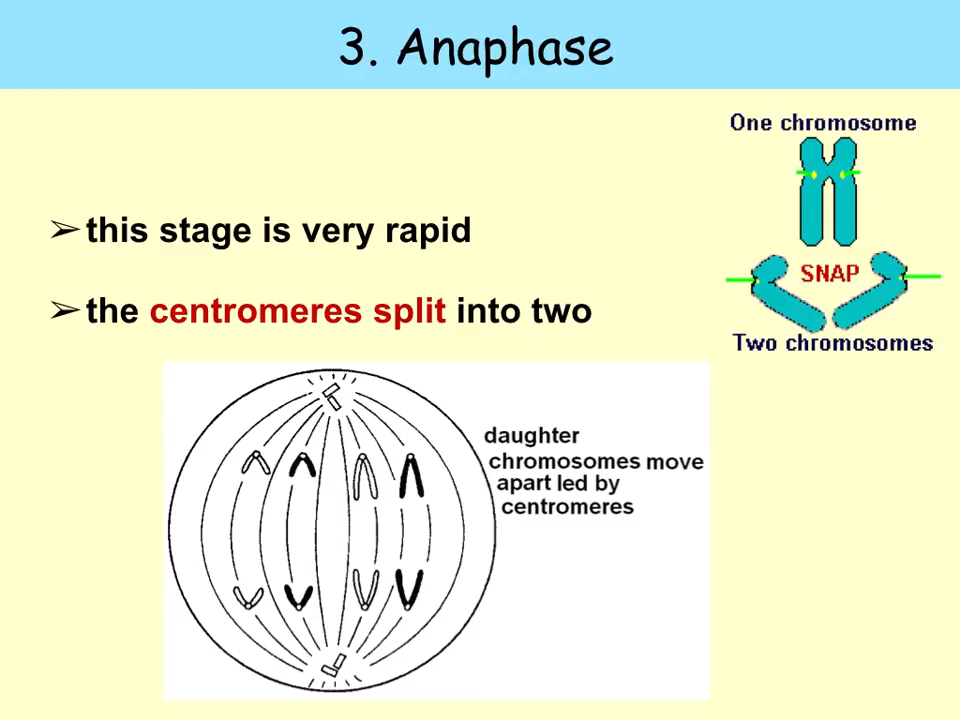 3. Anaphase
One chromosome
➢ this stage is very rapid
SNAP
➢ the centromeres split into two
Two chromosomes
daughter
chromosomes move
apart led by
centromeres